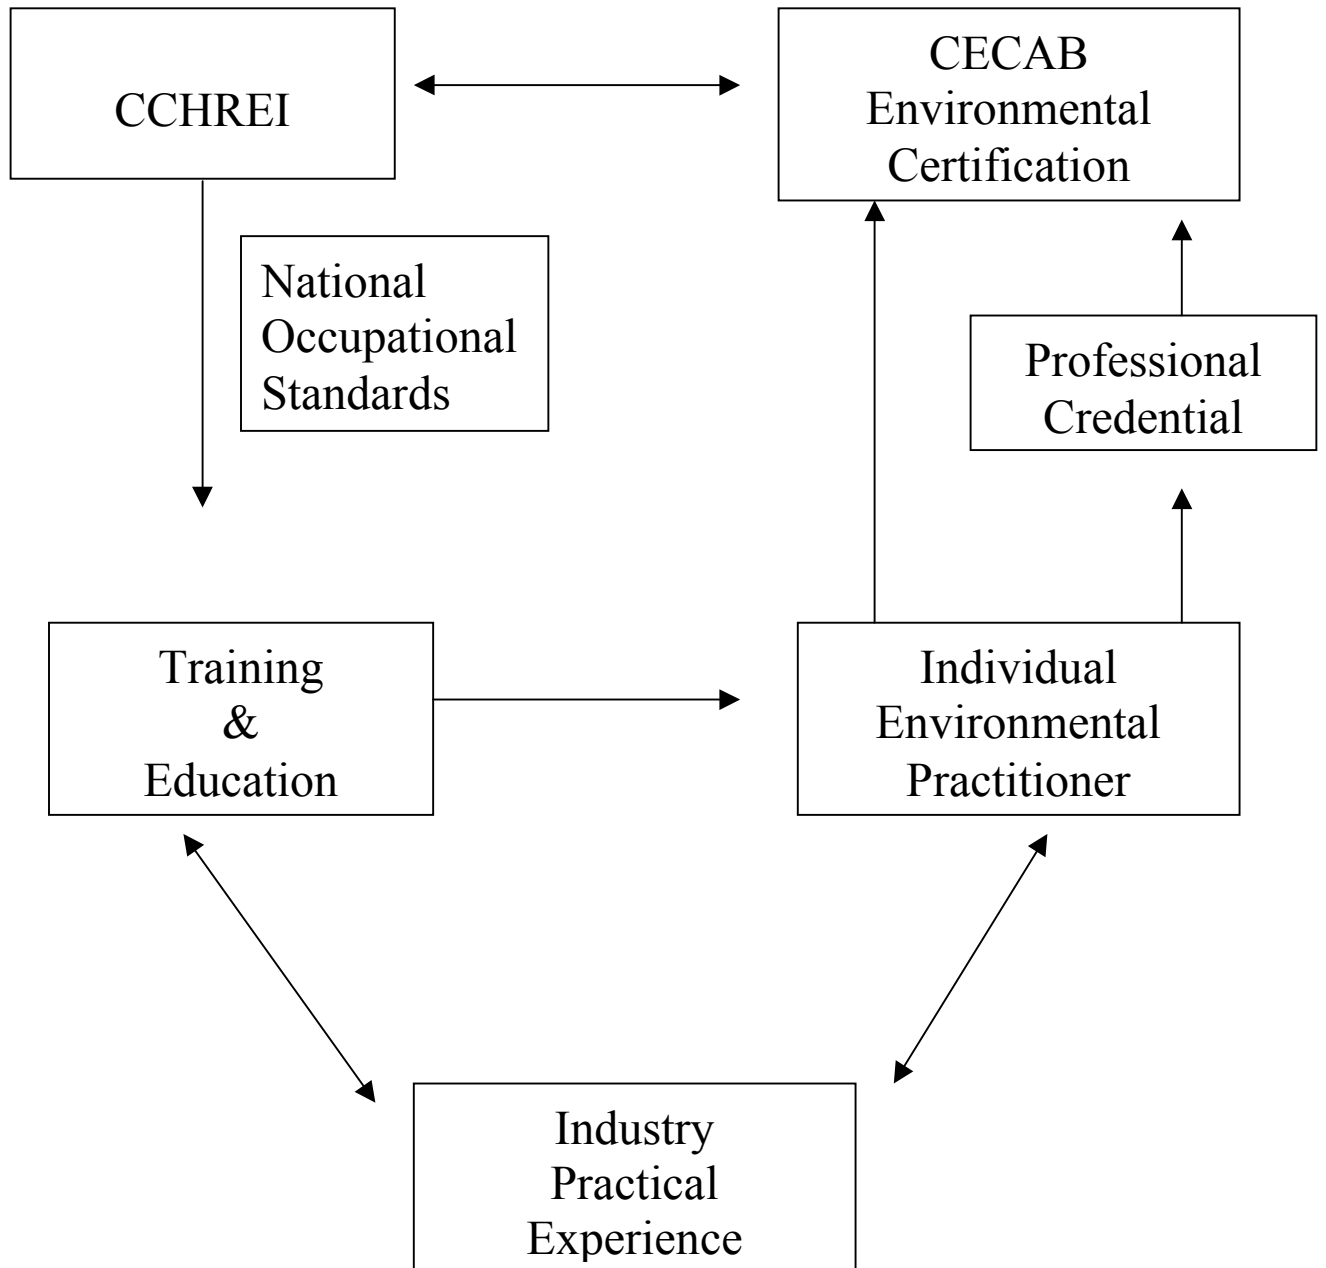 CCHREI
CECAB
Environmental
Certification
National
Occupational
Standards
Professional
Credential
Training
&
Education
Individual
Environmental
Practitioner
Industry
Practical
Experience